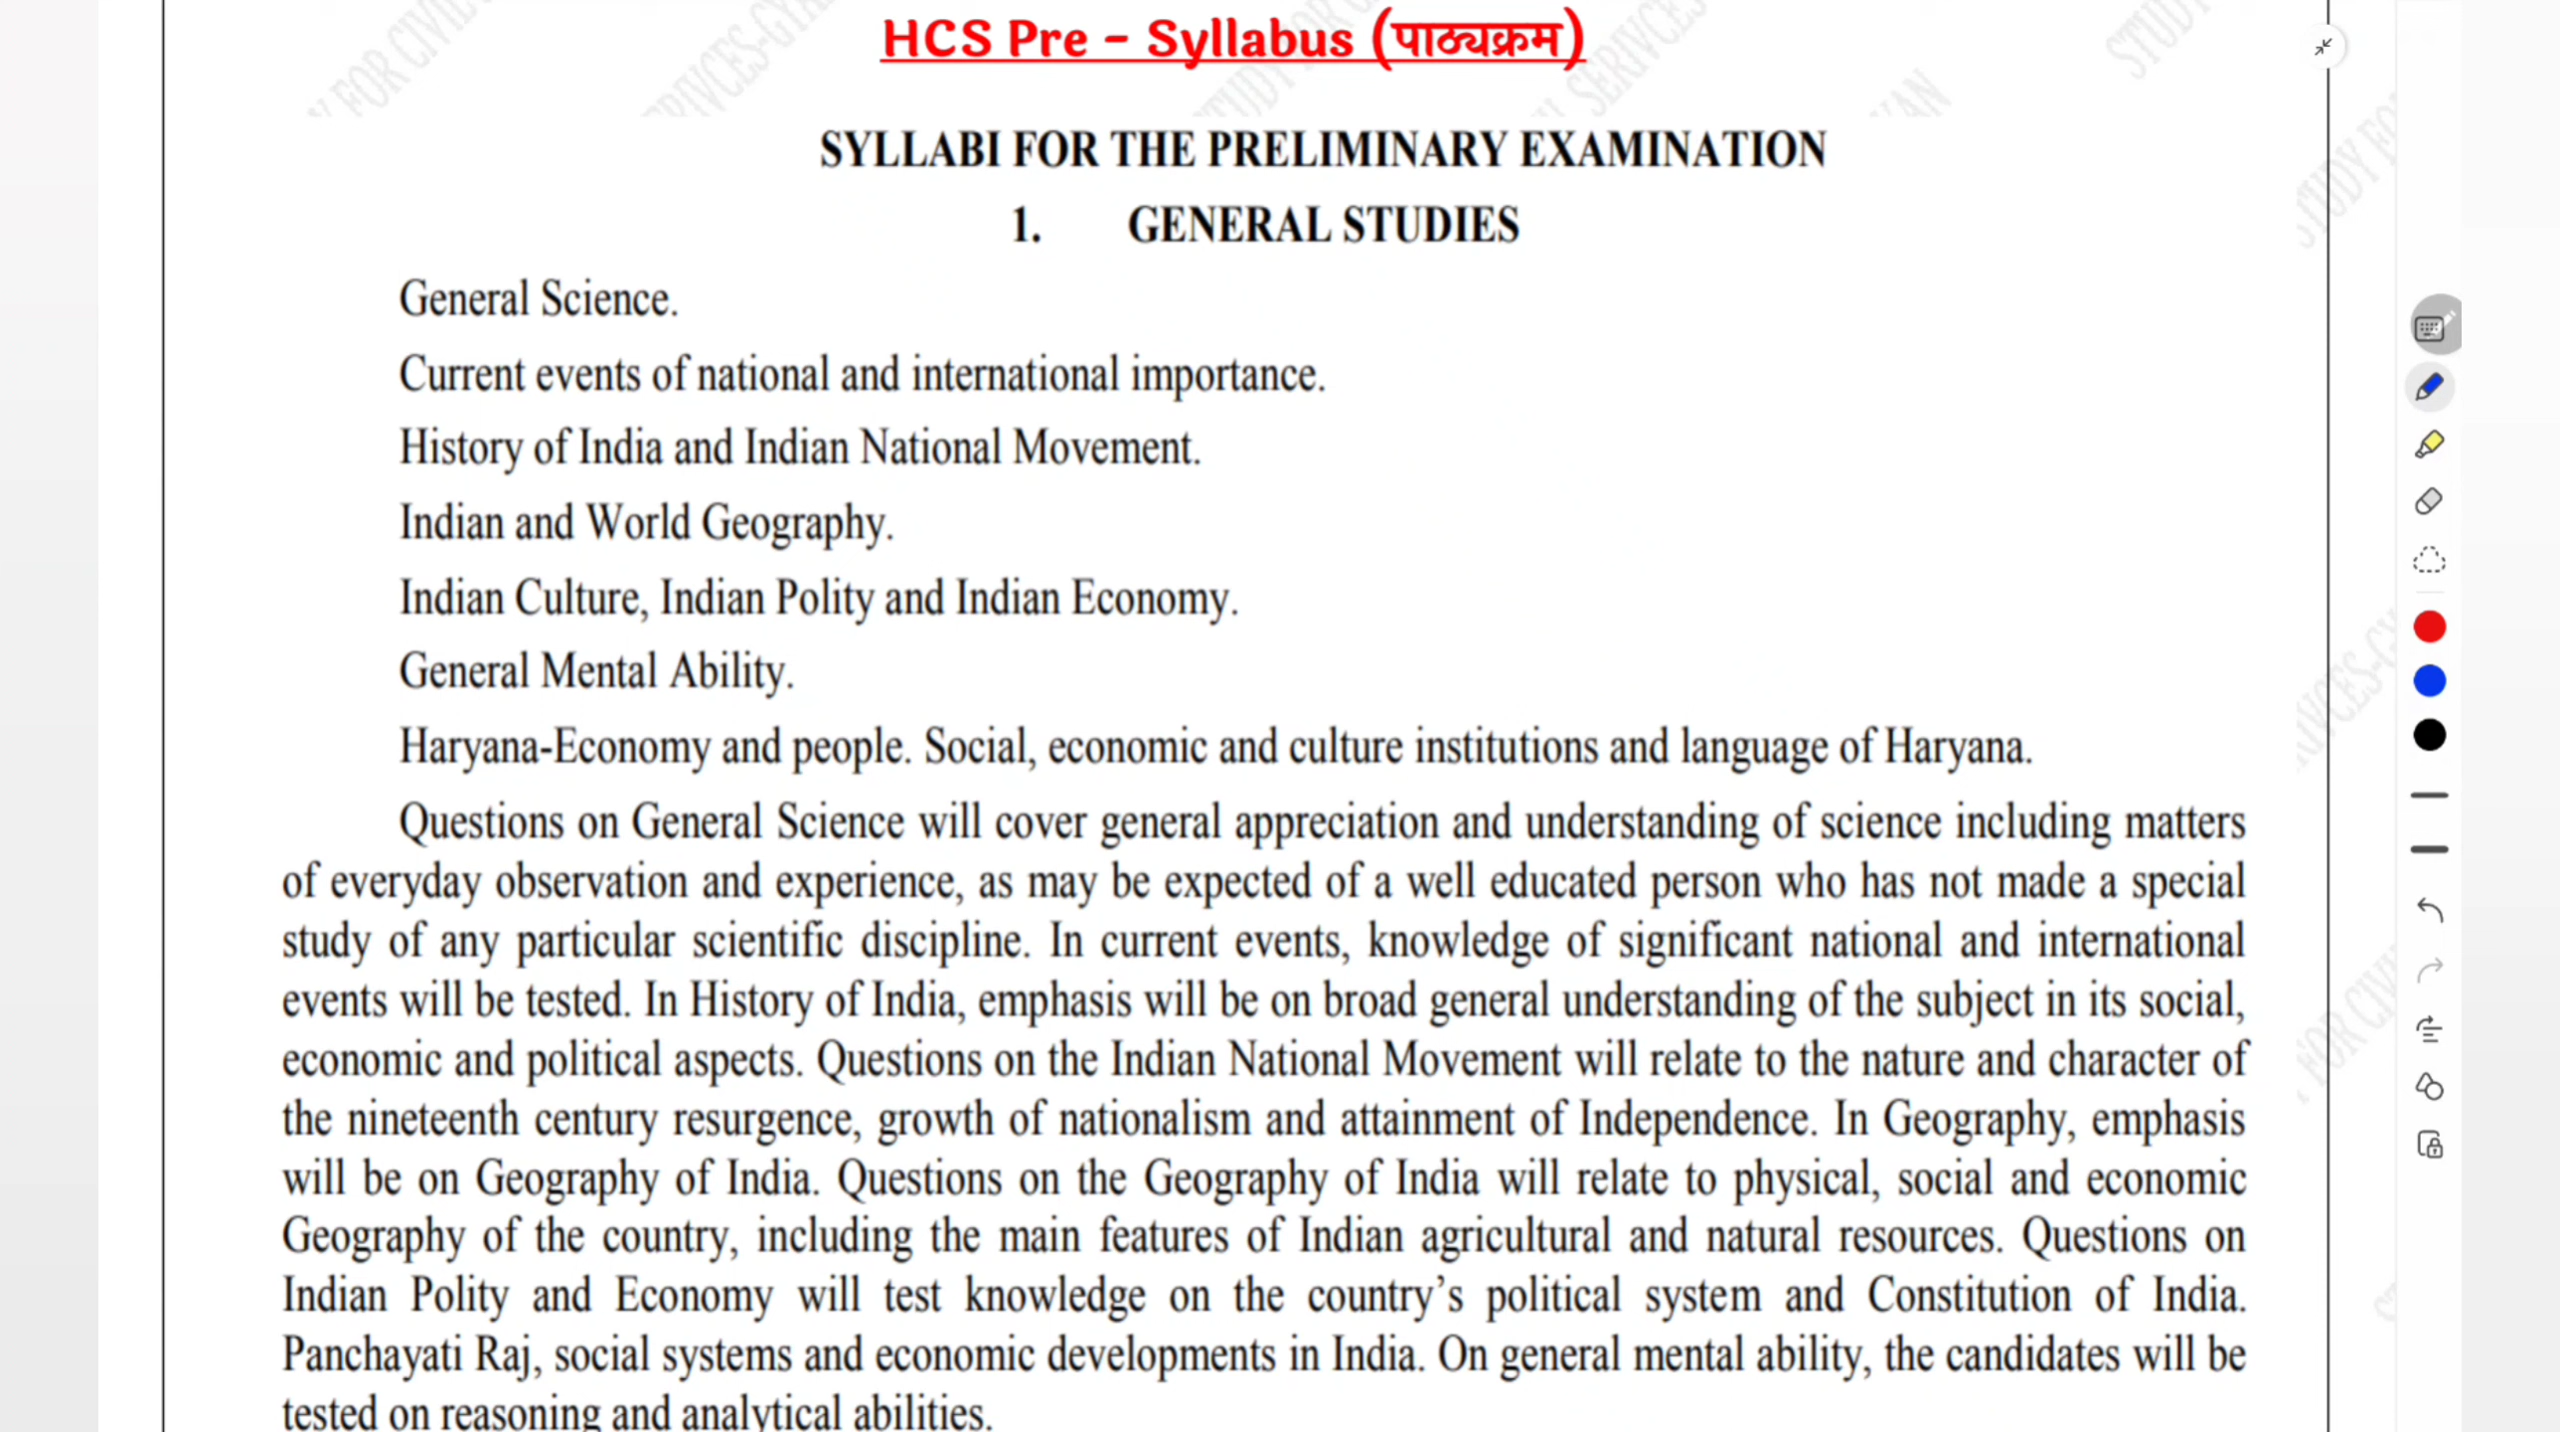 HCS Pre - Syllabus (पाठ्यक्रम)
SYLLABI FOR THE PRELIMINARY EXAMINATION
1. GENERAL STUDIES
General Science.
Current events of national and international importance.
History of India and Indian National Movement.
Indian and World Geography.
Indian Culture, Indian Polity and Indian Economy.
General Mental Ability.
Haryana-Economy and people. Social, economic and culture institutions and language of Haryana.
Questions on General Science will cover general appreciation and understanding of science including matters
of everyday observation and experience, as may be expected of a well educated person who has not made a special
study of any particular scientific discipline. In current events, knowledge of significant national and international
events will be tested. In History of India, emphasis will be on broad general understanding of the subject in its social,
economic and political aspects. Questions on the Indian National Movement will relate to the nature and character of
the nineteenth century resurgence, growth of nationalism and attainment of Independence. In Geography, emphasis
will be on Geography of India. Questions on the Geography of India will relate to physical, social and economic
Geography of the country, including the main features of Indian agricultural and natural resources. Questions on
Indian Polity and Economy will test knowledge on the country’s political system and Constitution of India.
Panchayati Raj, social systems and economic developments in India. On general mental ability, the candidates will be
tested on reasoning and analytical abilities.